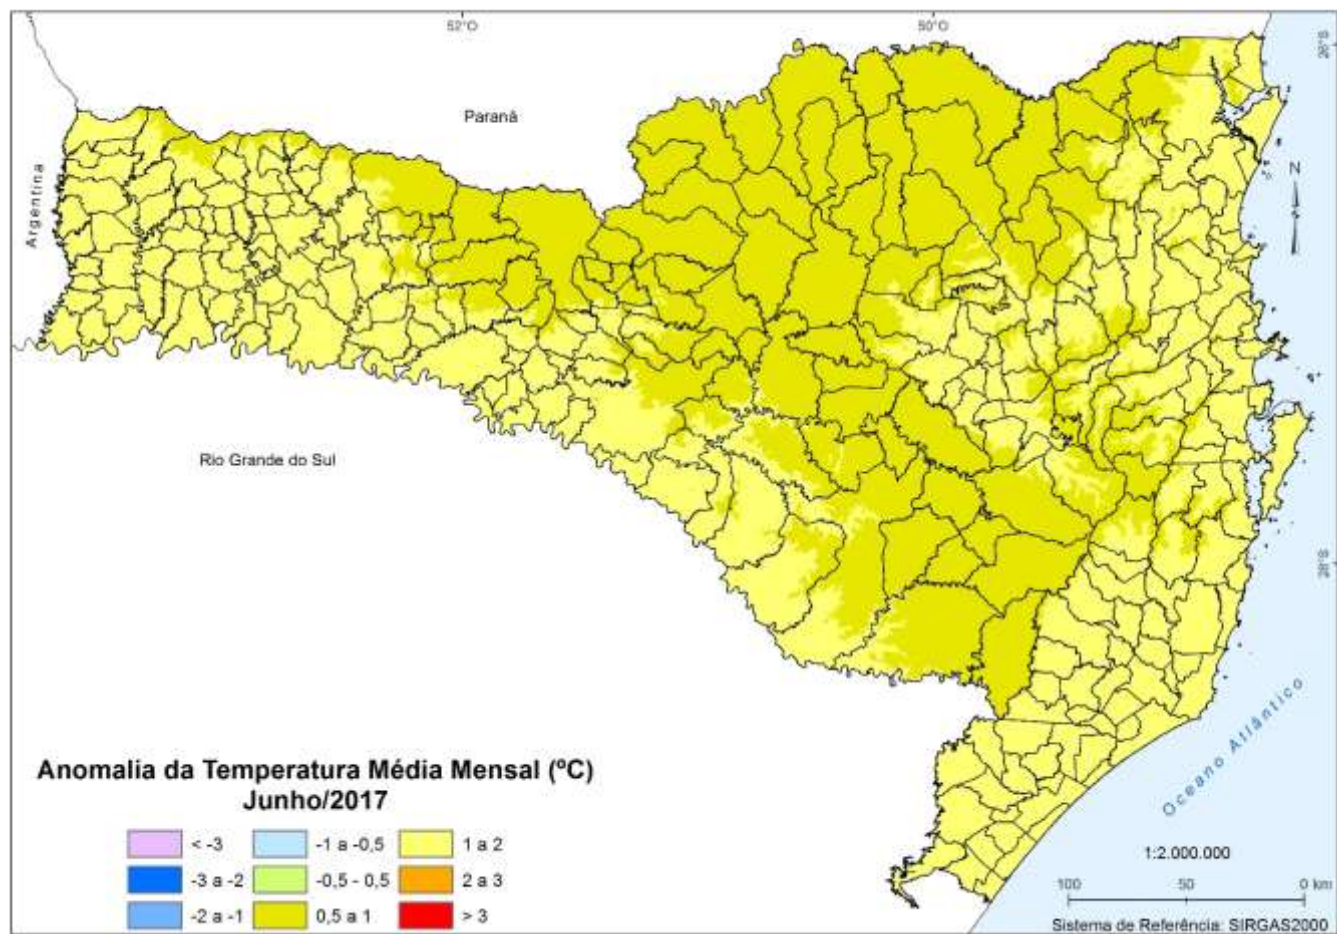 52°O
50°O
26°S
Paraná
Argentina
N
Rio Grande do Sul
28°S
Oceano Atlântico
Anomalia da Temperatura Média Mensal (ºC)
Junho/2017
< -3
-1 a -0,5
1 a 2
-3 a -2
-0,5 - 0,5
2 a 3
-2 a -1
0,5 a 1
> 3
1:2.000.000
100
50
0 km
Sistema de Referência: SIRGAS2000